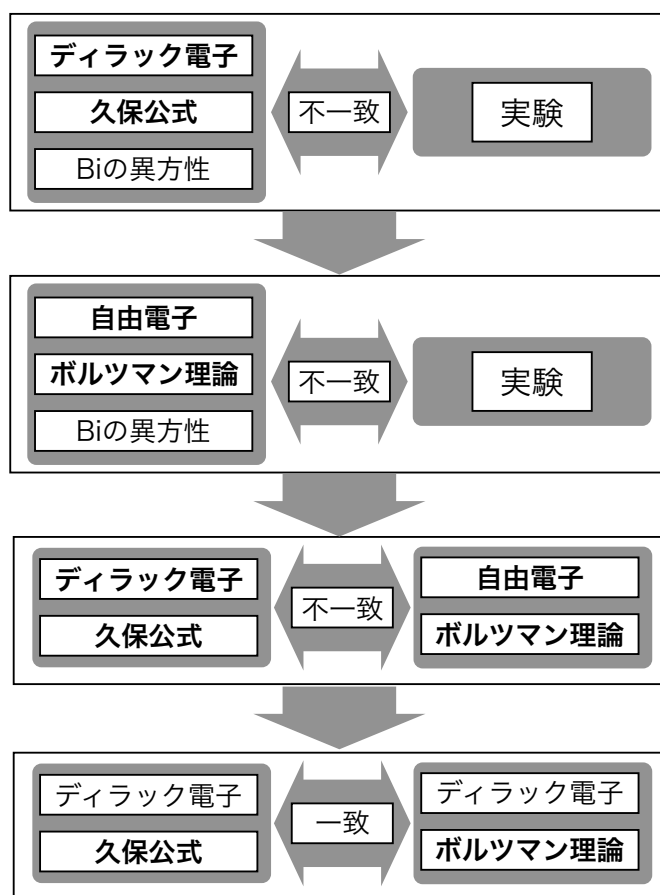 ディラック電子
久保公式
Biの異方性
不一致
実験
自由電子
ボルツマン理論
Biの異方性
不一致
実験
ディラック電子
久保公式
不一致
自由電子
ボルツマン理論
ディラック電子
久保公式
一致
ディラック電子
ボルツマン理論